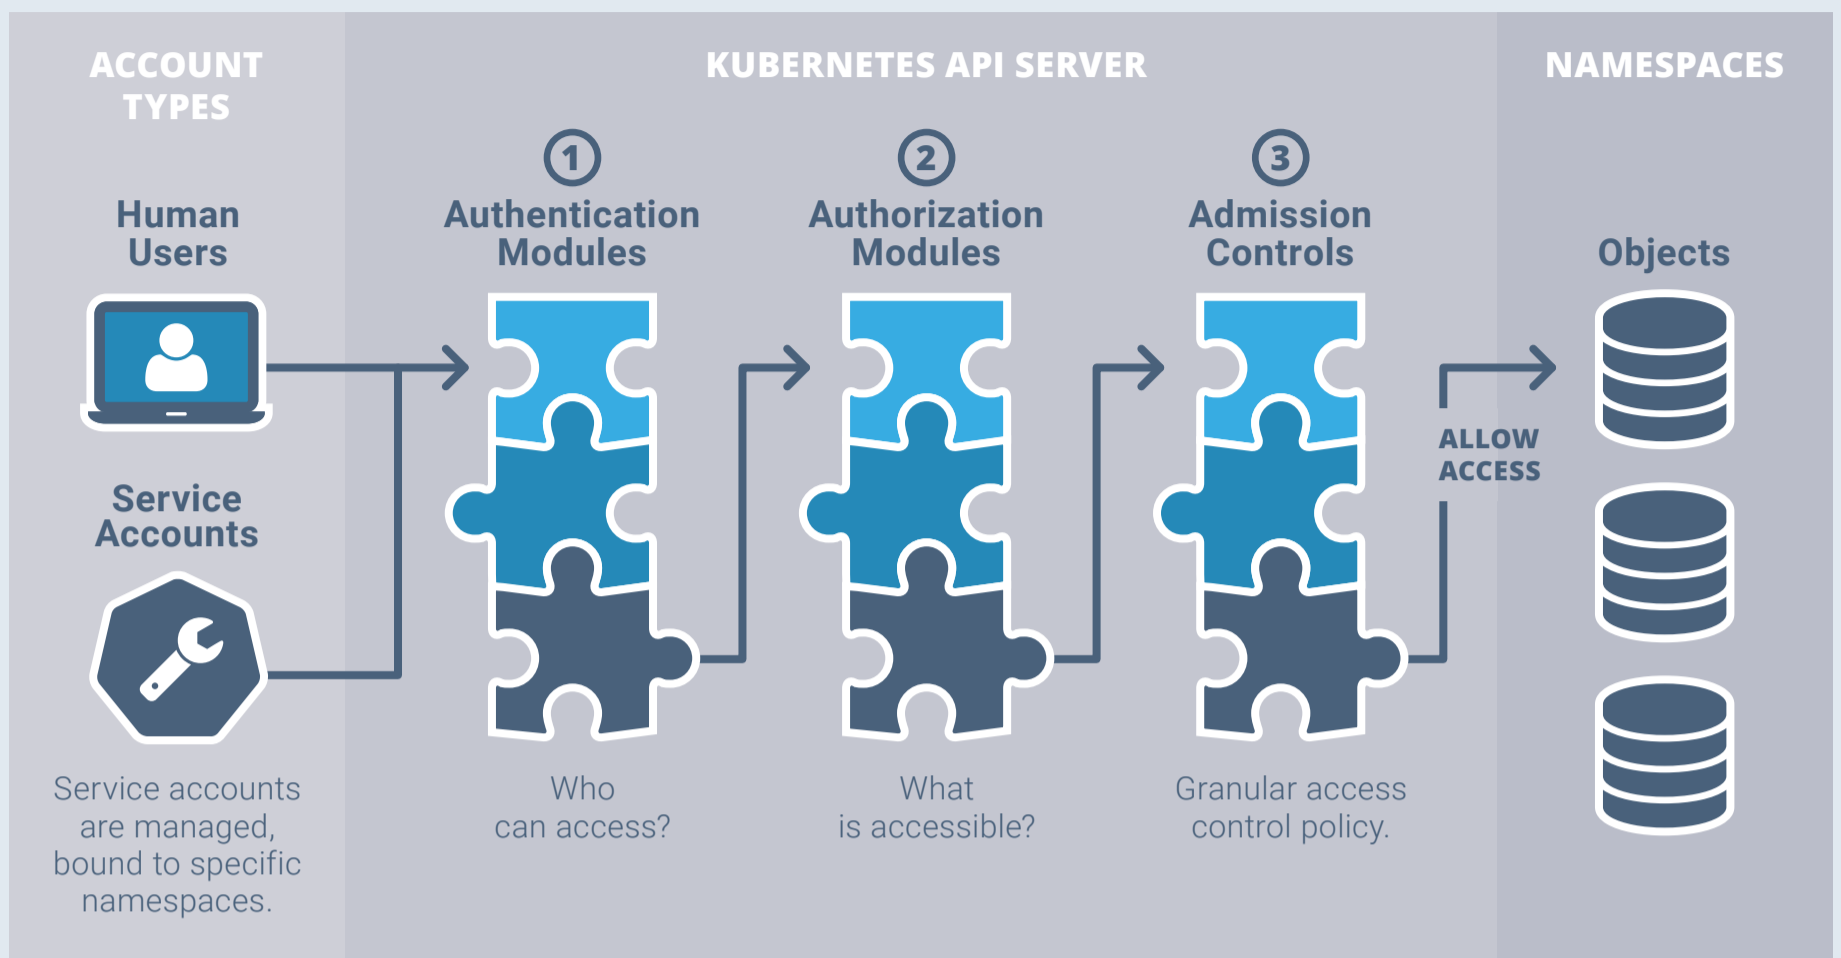 ACCOUNT
TYPES
KUBERNETES API SERVER
NAMESPACES
Human
Users
Service
Accounts
Service accounts
are managed,
bound to specific
namespaces.
1
Authentication
Modules
Who
can access?
2
Authorization
Modules
What
is accessible?
3
Admission
Controls
Granular access
control policy.
ALLOW
ACCESS
Objects